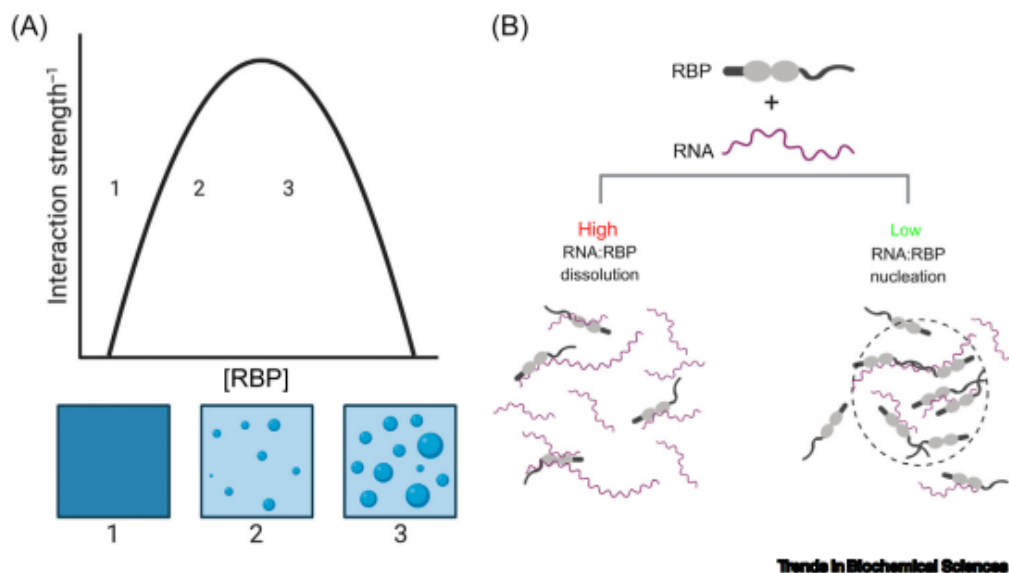 (A)
Interaction strength⁻¹
1
2
3
[RBP]
1
2
3
(B)
RBP
+
RNA
High
RNA:RBP
dissolution
Low
RNA:RBP
nucleation
Trends in Biochemical Sciences